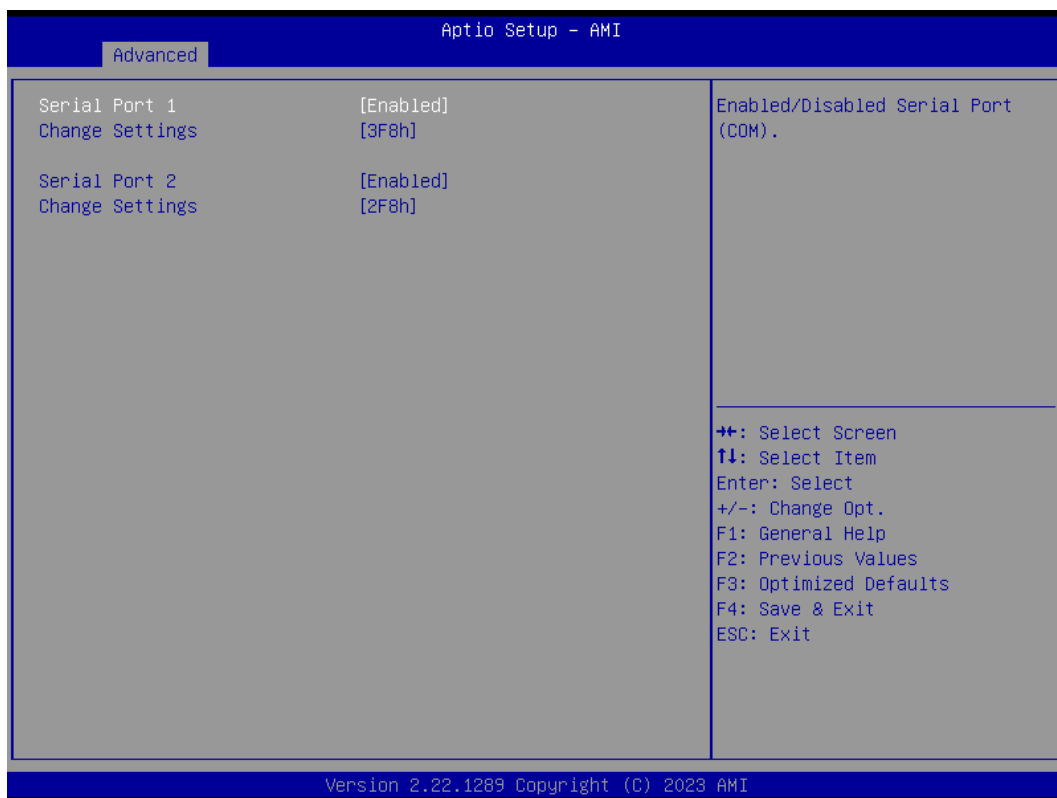 Aptio Setup – AMI
Advanced
Serial Port 1 [Enabled]
Change Settings [3F8h]
Serial Port 2 [Enabled]
Change Settings [2F8h]
Enabled/Disabled Serial Port
(COM).
→←: Select Screen
↑↓: Select Item
Enter: Select
+/-: Change Opt.
F1: General Help
F2: Previous Values
F3: Optimized Defaults
F4: Save & Exit
ESC: Exit
Version 2.22.1289 Copyright (C) 2023 AMI